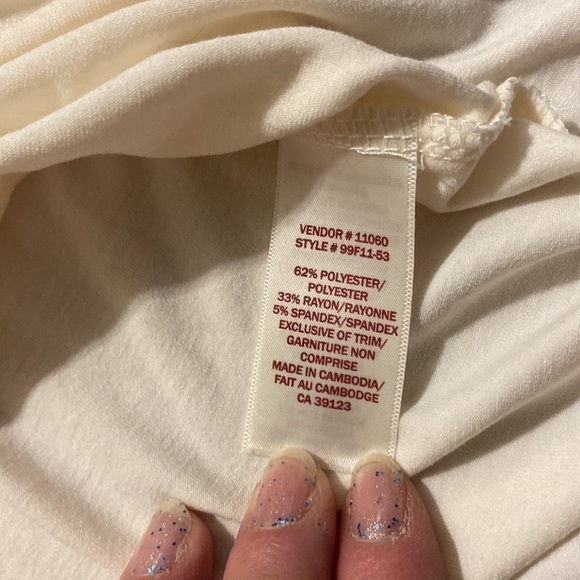 VENDOR # 11060
STYLE # 99F11-53
62% POLYESTER/
POLYESTER
33% RAYON/RAYONNE
5% SPANDEX/SPANDEX
EXCLUSIVE OF TRIM/
GARNITURE NON
COMPRISE
MADE IN CAMBODIA/
FAIT AU CAMBODGE
CA 39123